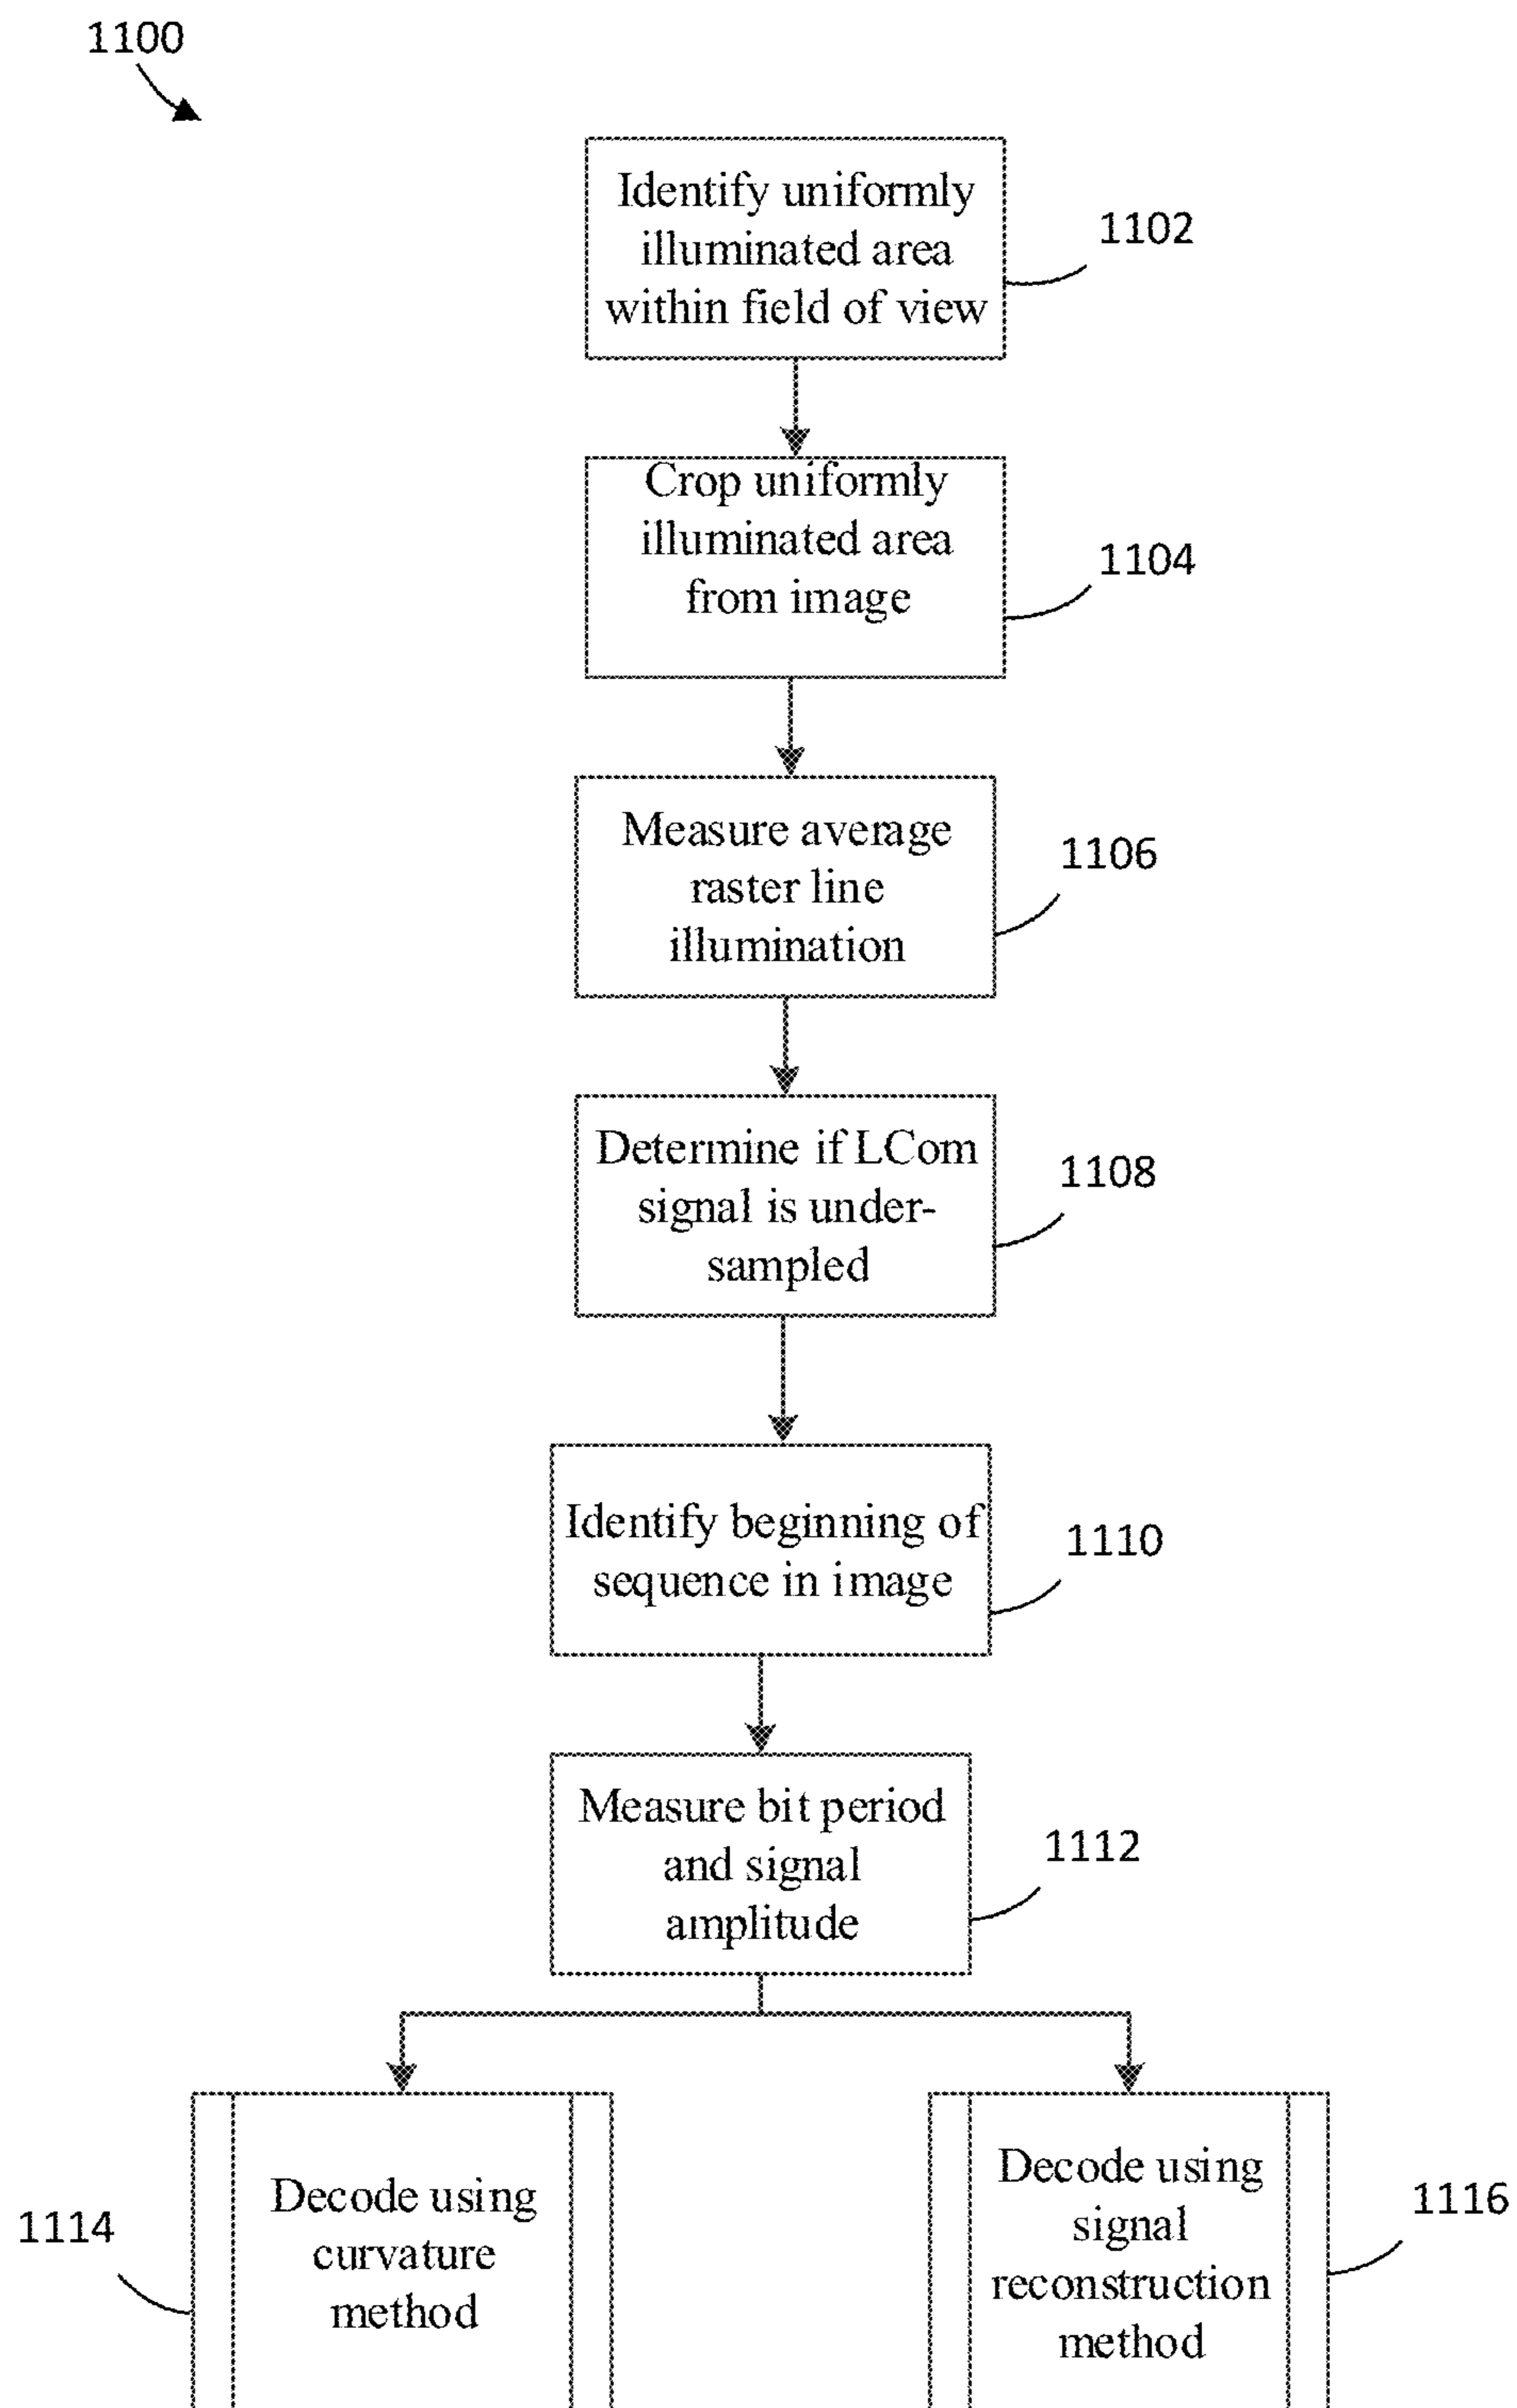 1100
Identify uniformly
illuminated area
within field of view
1102
Crop uniformly
illuminated area
from image
1104
Measure average
raster line
illumination
1106
Determine if LCom
signal is under-
sampled
1108
Identify beginning of
sequence in image
1110
Measure bit period
and signal
amplitude
1112
Decode using
curvature
method
1114
Decode using
signal
reconstruction
method
1116